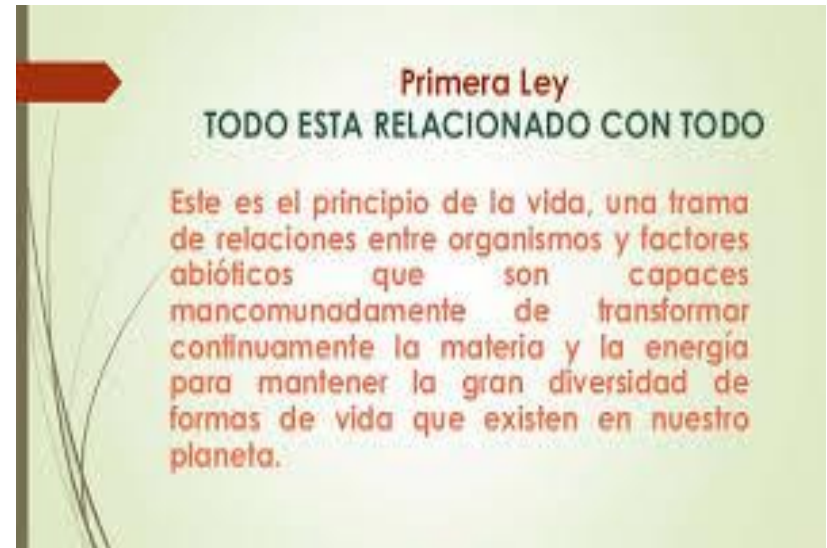 Primera Ley
TODO ESTA RELACIONADO CON TODO
Este es el principio de la vida, una trama
de relaciones entre organismos y factores
abióticos que son capaces
mancomunadamente de transformar
continuamente la materia y la energía
para mantener la gran diversidad de
formas de vida que existen en nuestro
planeta.